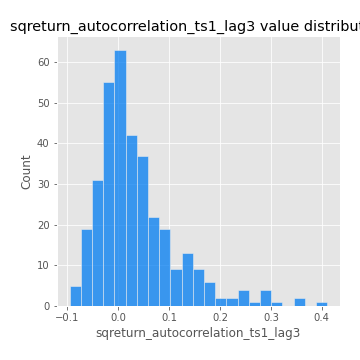 sqreturn_autocorrelation_ts1_lag3 value distribut
60
50
40
30
20
10
0
Count
−0.1 0.0 0.1 0.2 0.3 0.4
sqreturn_autocorrelation_ts1_lag3